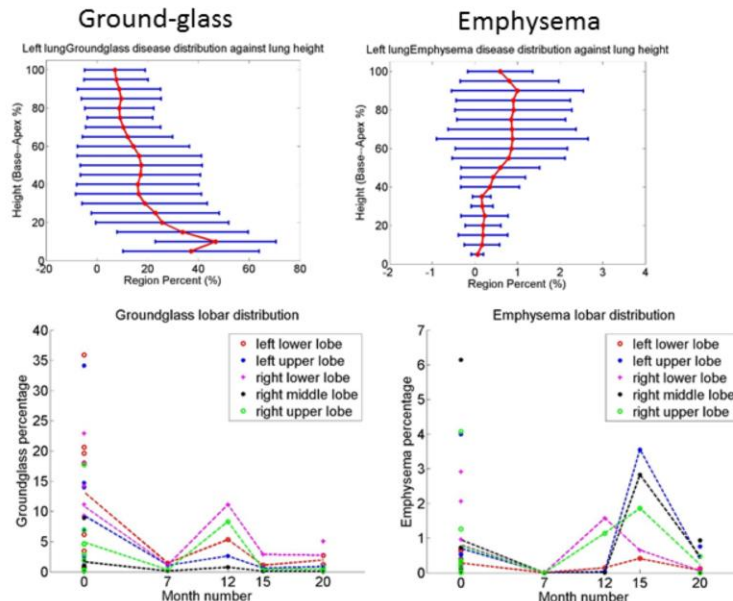 Ground-glass
Emphysema
Left lungGroundglass disease distribution against lung height
Left lungEmphysema disease distribution against lung height
Height (Base--Apex %)
100
80
60
40
20
0
-20 0 20 40 60 80
Region Percent (%)
Height (Base--Apex %)
100
90
80
70
60
50
40
30
20
10
0
-2 -1 0 1 2 3 4
Region Percent (%)
Groundglass lobar distribution
Groundglass percentage
40
35
30
25
20
15
10
5
0
left lower lobe
left upper lobe
right lower lobe
right middle lobe
right upper lobe
0 7 12 15 20
Month number
Emphysema lobar distribution
Emphysema percentage
7
6
5
4
3
2
1
0
left lower lobe
left upper lobe
right lower lobe
right middle lobe
right upper lobe
0 7 12 15 20
Month number